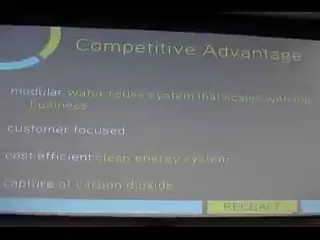 Competitive Advantage
modular water reuse system that scales with the
business
customer focused
cost efficient clean energy system
capture of carbon dioxide